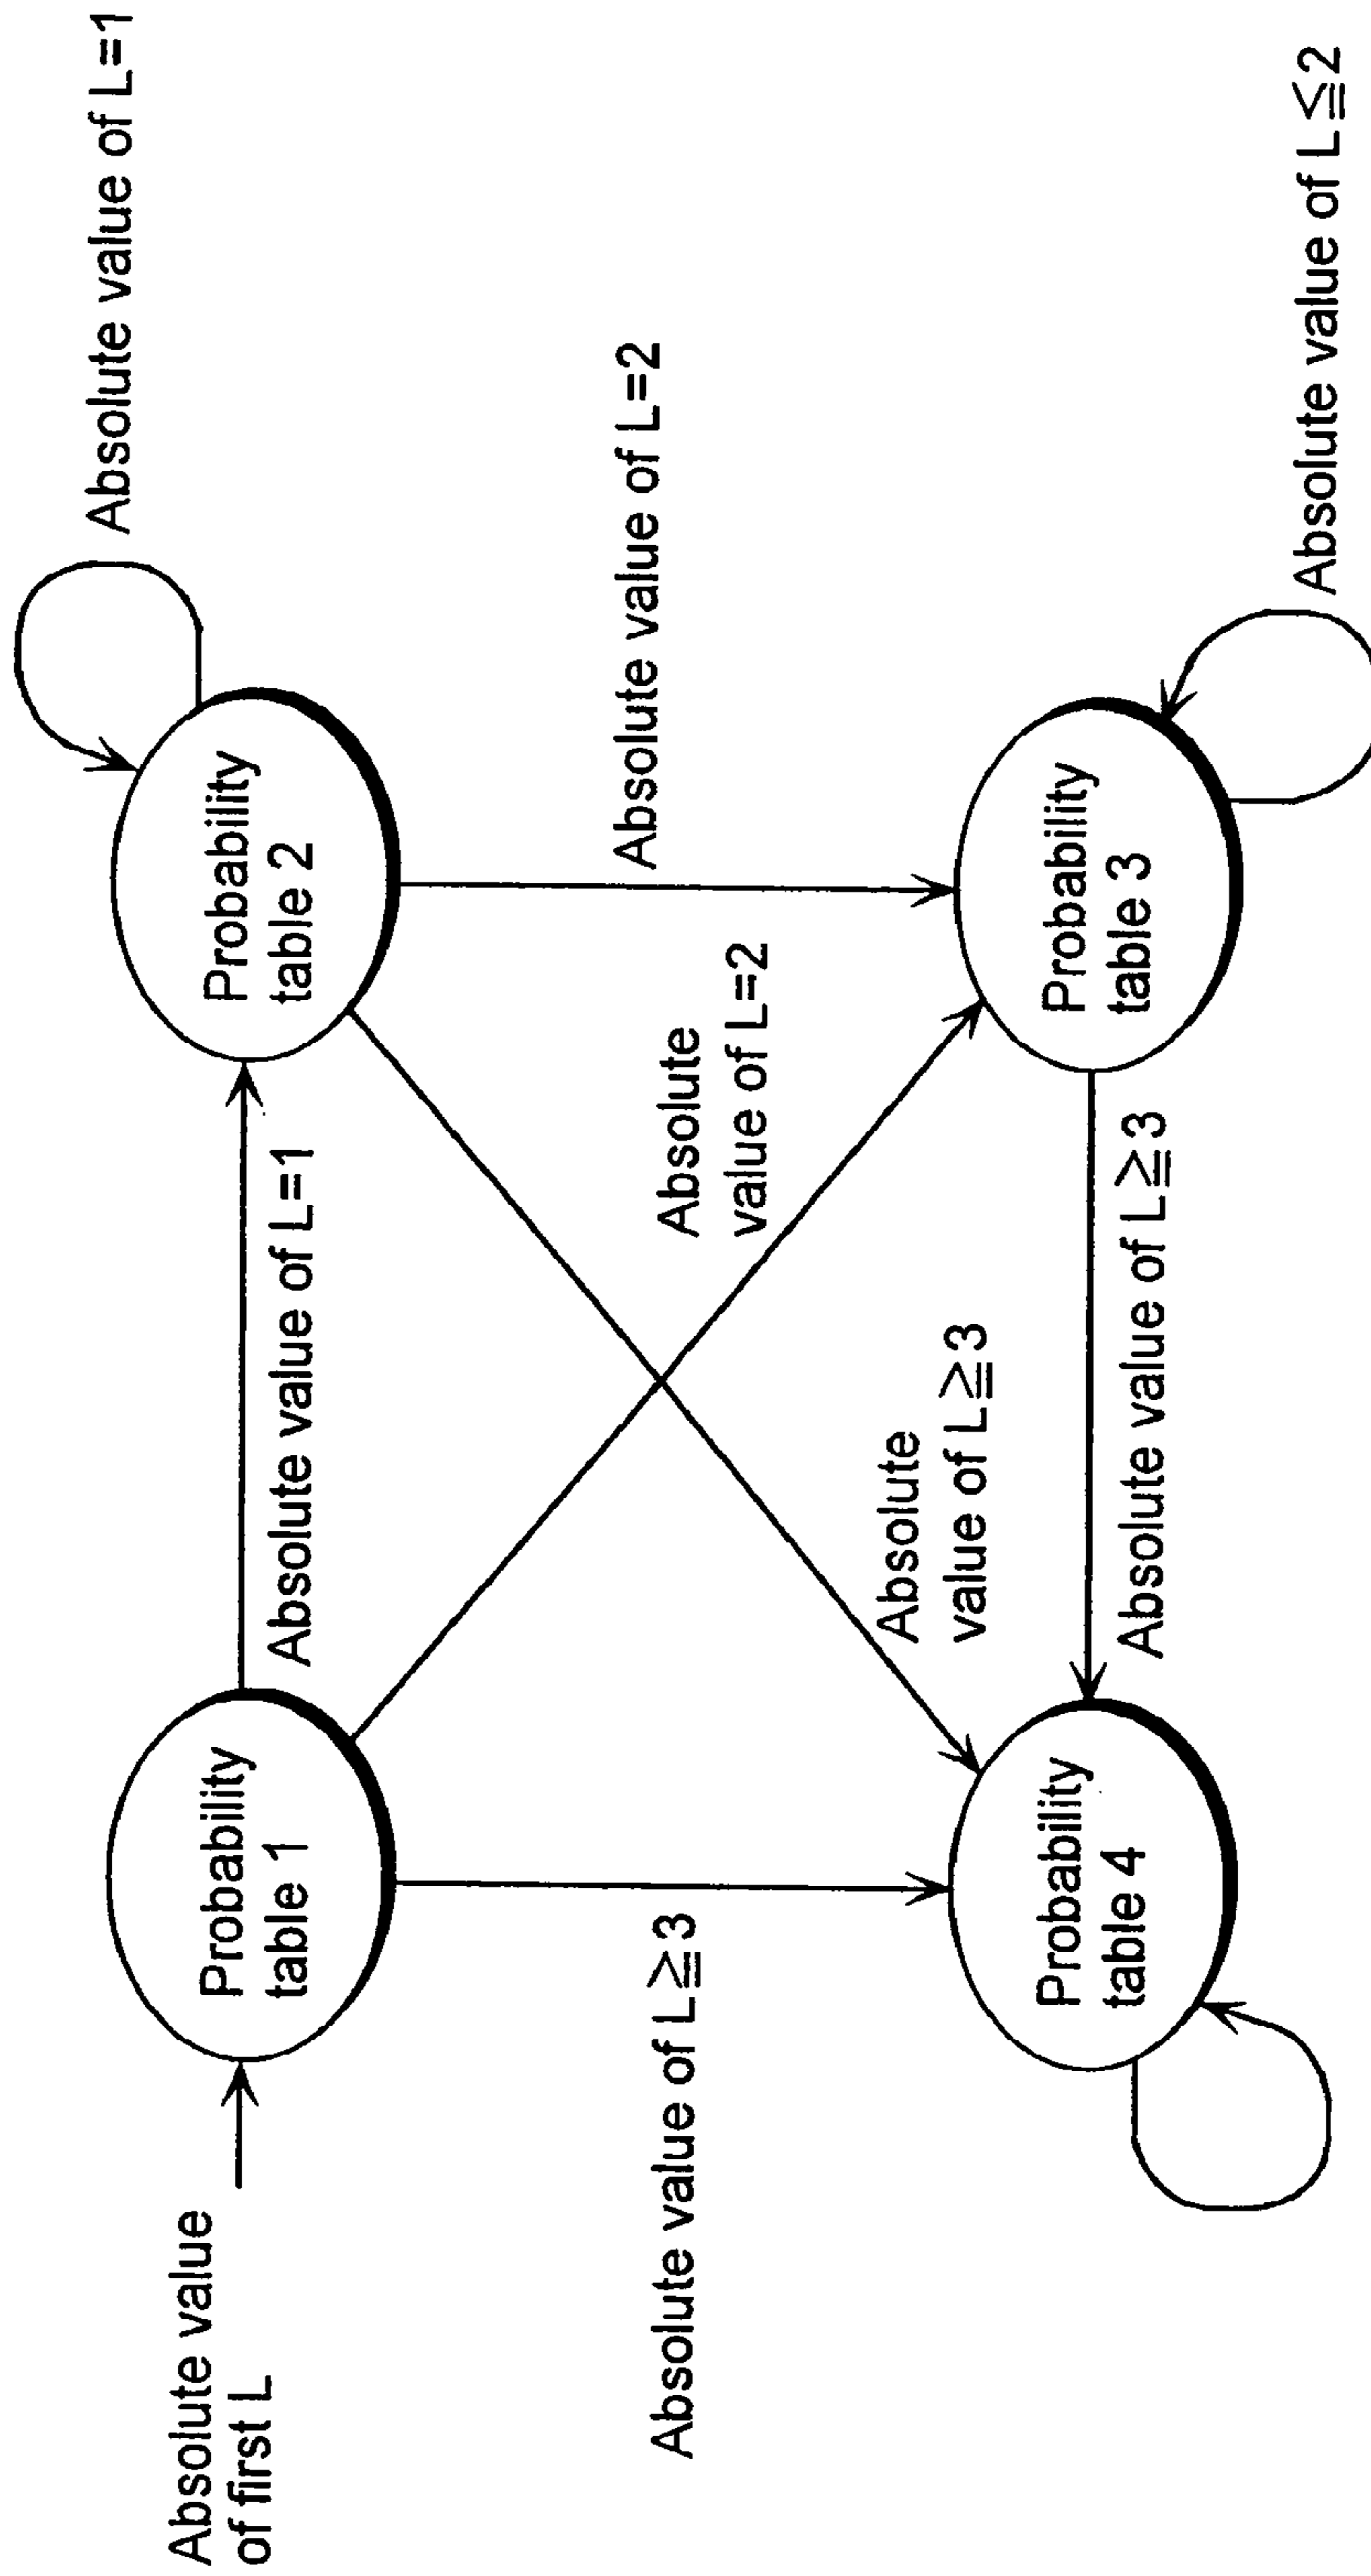 Absolute value
of first L
Probability
table 1
Absolute value of L=1
Probability
table 2
Absolute value of L=1
Absolute value of L≧3
Absolute
value of L=2
Absolute value of L=2
Absolute
value of L≧3
Probability
table 4
Absolute value of L≧3
Probability
table 3
Absolute value of L≦2